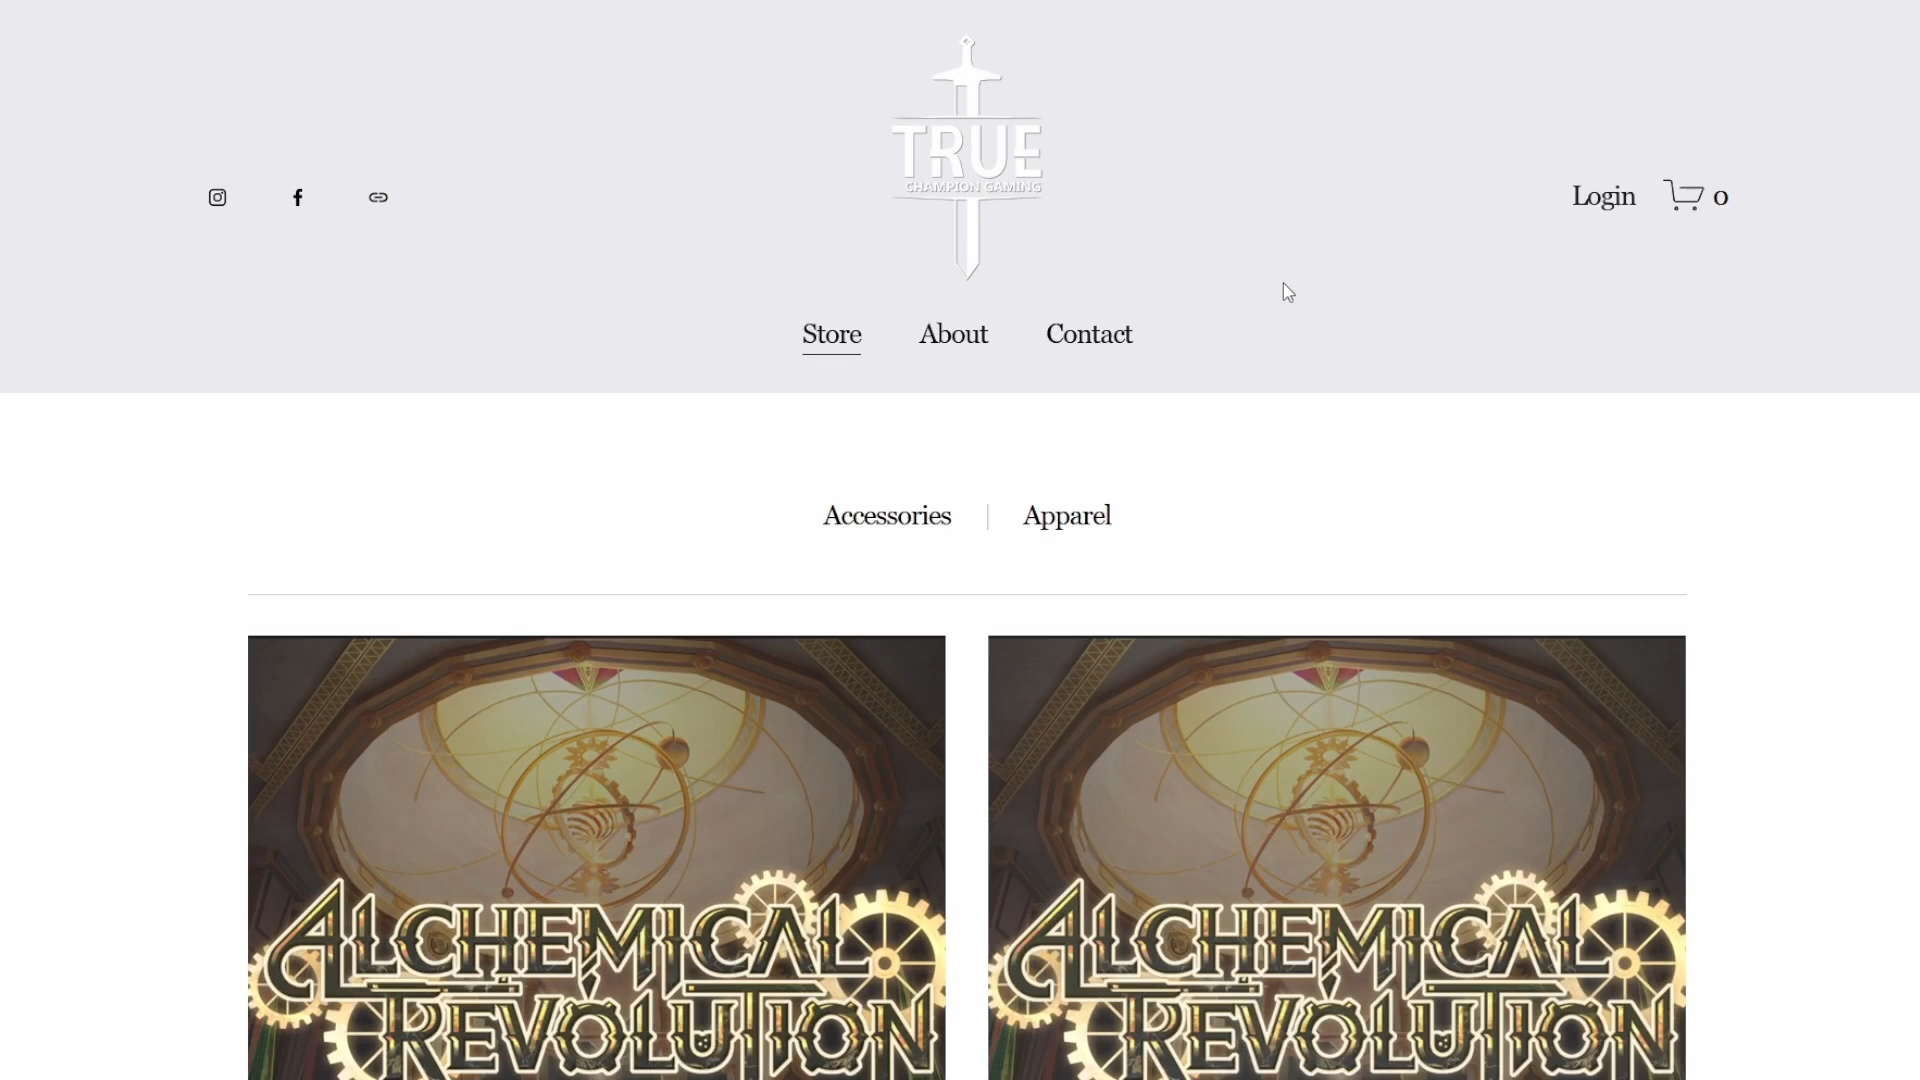 TRUE
CHAMPION GAMING
Login 0
Store About Contact
Accessories Apparel
ALCHEMICAL REVOLUTION
ALCHEMICAL REVOLUTION